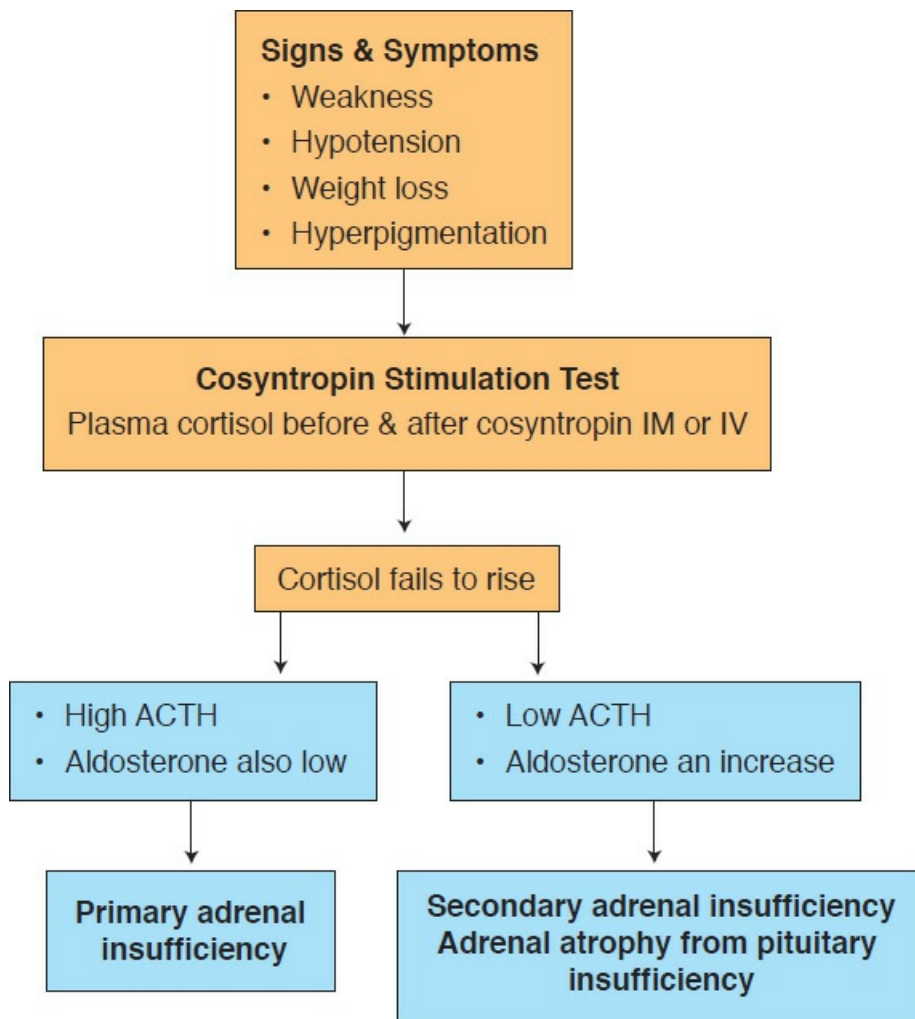 Signs & Symptoms
• Weakness
• Hypotension
• Weight loss
• Hyperpigmentation
Cosyntropin Stimulation Test
Plasma cortisol before & after cosyntropin IM or IV
Cortisol fails to rise
• High ACTH
• Aldosterone also low
• Low ACTH
• Aldosterone an increase
Primary adrenal
insufficiency
Secondary adrenal insufficiency
Adrenal atrophy from pituitary
insufficiency